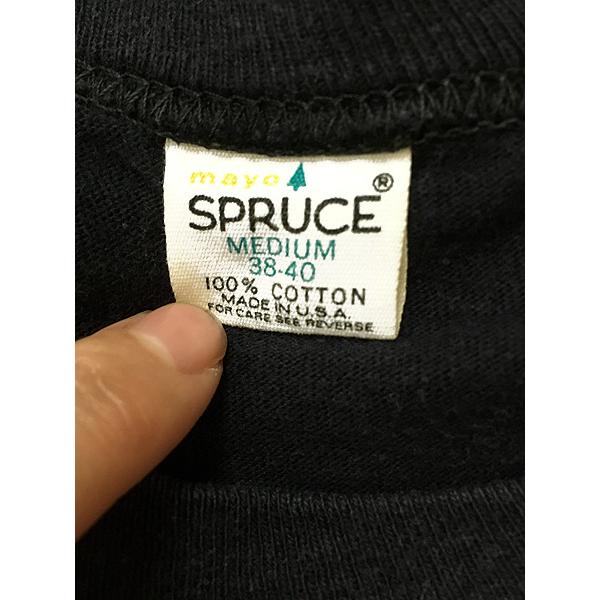 mayo ®
SPRUCE
MEDIUM
38-40
100% COTTON
MADE IN U.S.A.
FOR CARE SEE REVERSE